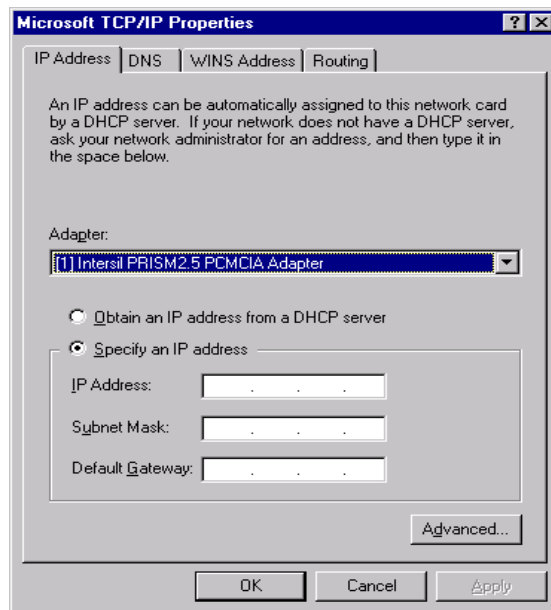 Microsoft TCP/IP Properties
IP Address DNS WINS Address Routing
An IP address can be automatically assigned to this network card
by a DHCP server. If your network does not have a DHCP server,
ask your network administrator for an address, and then type it in
the space below.
Adapter:
[1] Intersil PRISM2.5 PCMCIA Adapter
Obtain an IP address from a DHCP server
Specify an IP address
IP Address: . . .
Subnet Mask: . . .
Default Gateway: . . .
Advanced...
OK Cancel Apply